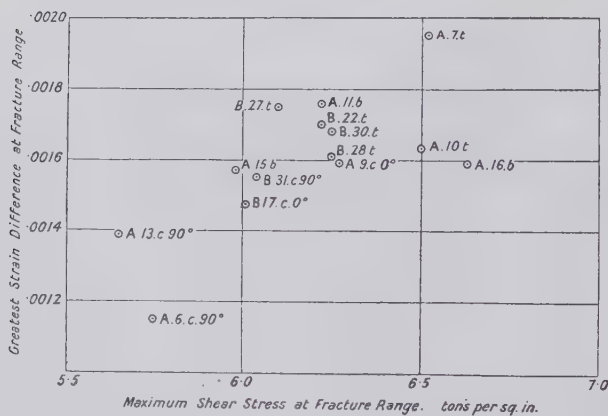 ·0020
A.7.t
·0018
B.27.t
A.11.b
B.22.t
B.30.t
B.28 t
A.10 t
·0016
A 15 b
A 9.c 0°
A.16.b
B 31.c 90°
B17.c.0°
·0014
A 13.c 90°
·0012
A.6.c.90°
Greatest Strain Difference at Fracture Range
5·5
6·0
6·5
7·0
Maximum Shear Stress at Fracture Range. tons per sq. in.